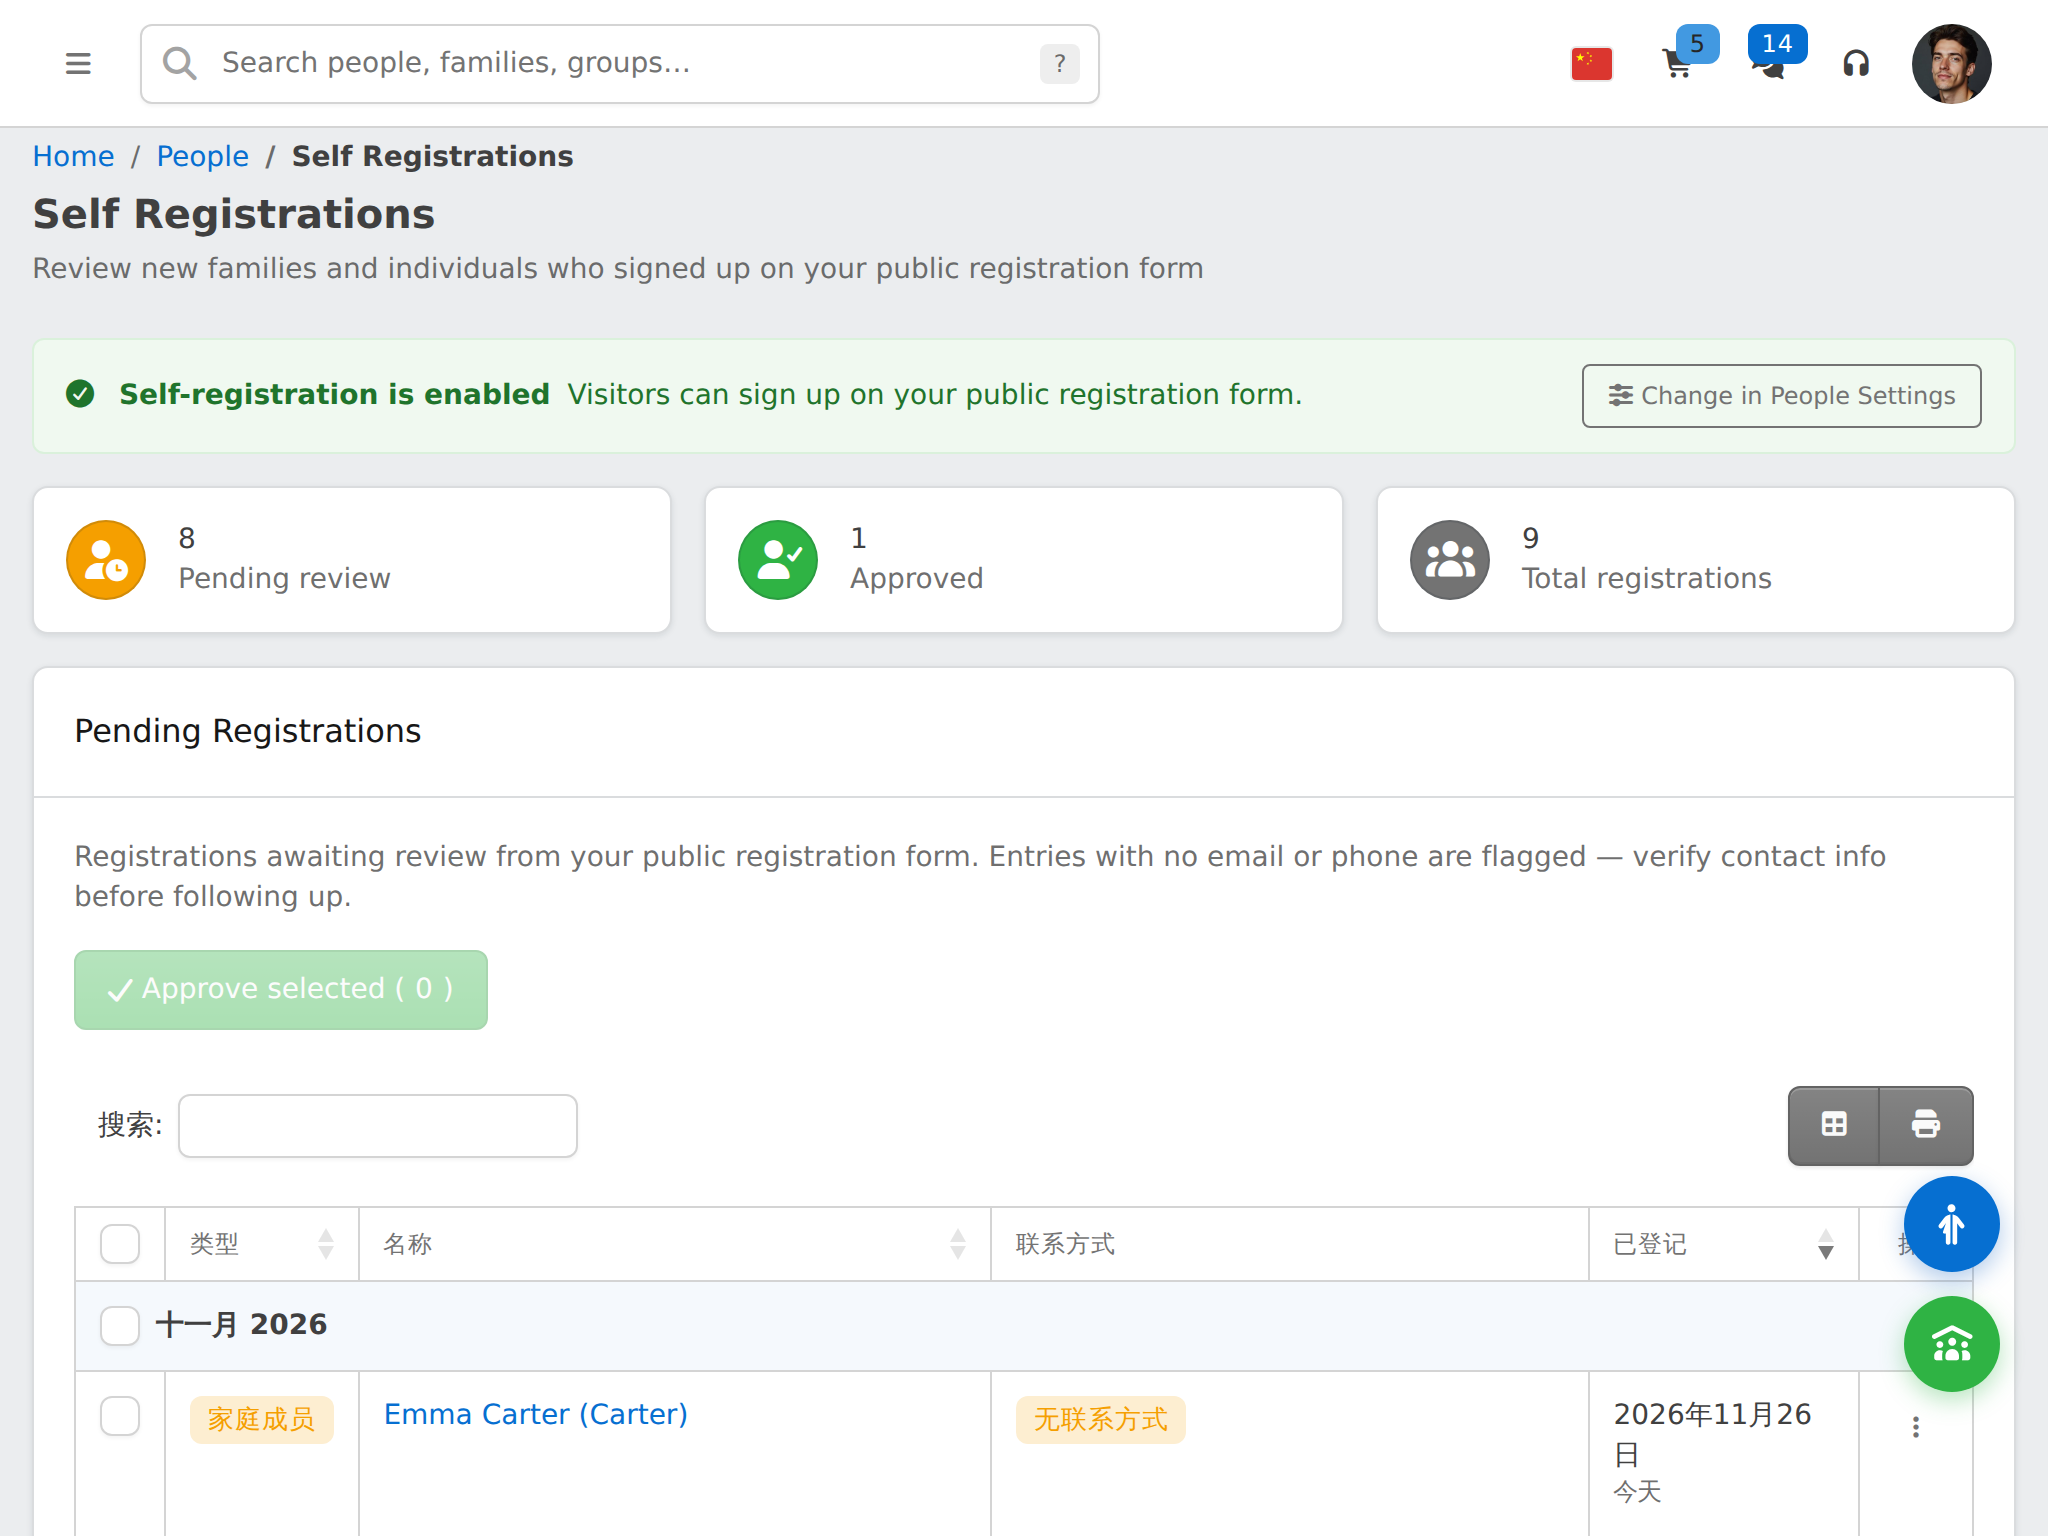 Search people, families, groups...
?
5
14
Home / People / Self Registrations
Self Registrations
Review new families and individuals who signed up on your public registration form
Self-registration is enabled Visitors can sign up on your public registration form.
Change in People Settings
8
Pending review
1
Approved
9
Total registrations
Pending Registrations
Registrations awaiting review from your public registration form. Entries with no email or phone are flagged — verify contact info
before following up.
Approve selected ( 0 )
搜索:
类型
名称
联系方式
已登记
十一月 2026
家庭成员
Emma Carter (Carter)
无联系方式
2026年11月26
日
今天